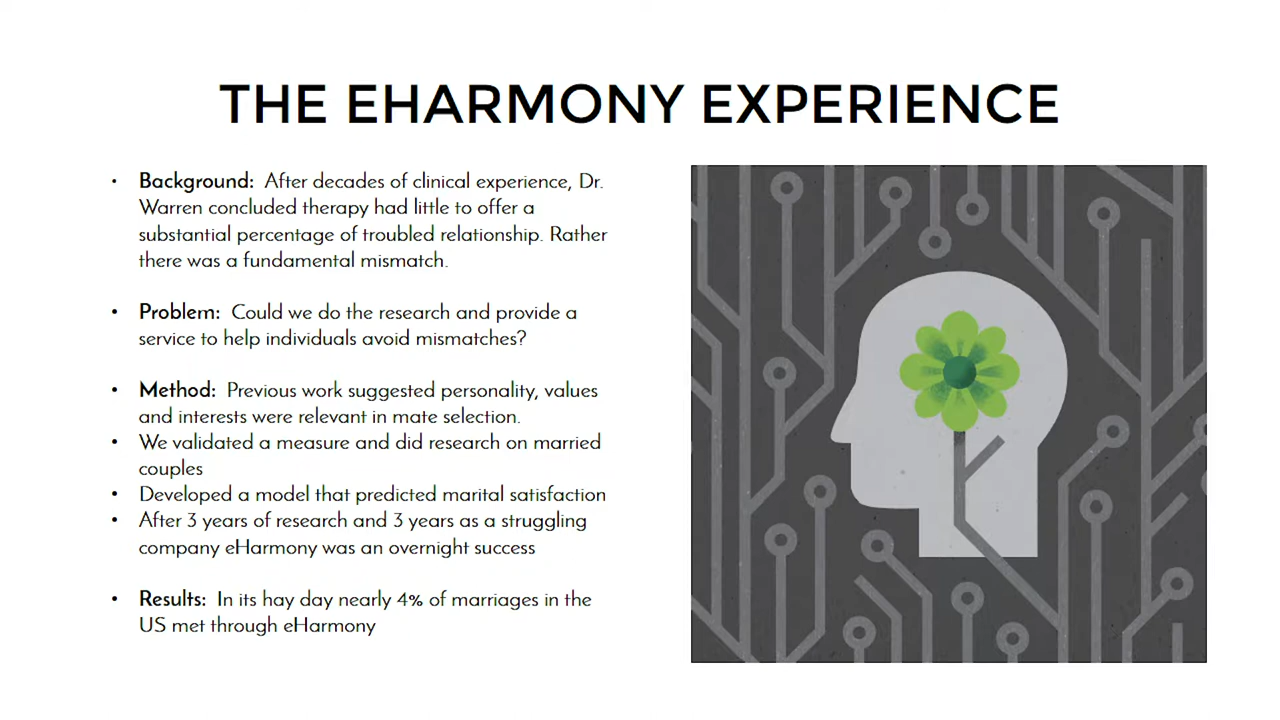 THE EHARMONY EXPERIENCE
• Background: After decades of clinical experience, Dr.
Warren concluded therapy had little to offer a
substantial percentage of troubled relationship. Rather
there was a fundamental mismatch.
• Problem: Could we do the research and provide a
service to help individuals avoid mismatches?
• Method: Previous work suggested personality, values
and interests were relevant in mate selection.
• We validated a measure and did research on married
couples
• Developed a model that predicted marital satisfaction
• After 3 years of research and 3 years as a struggling
company eHarmony was an overnight success
• Results: In its hay day nearly 4% of marriages in the
US met through eHarmony